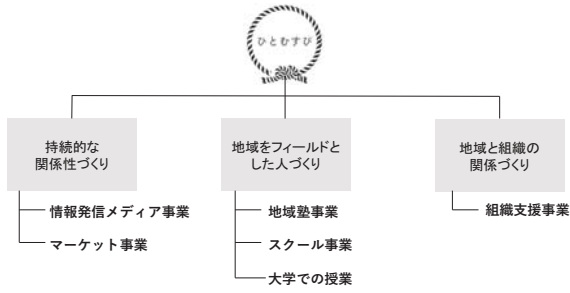 ひとむすび
持続的な
関係性づくり
情報発信メディア事業
マーケット事業
地域をフィールドと
した人づくり
地域塾事業
スクール事業
大学での授業
地域と組織の
関係づくり
組織支援事業